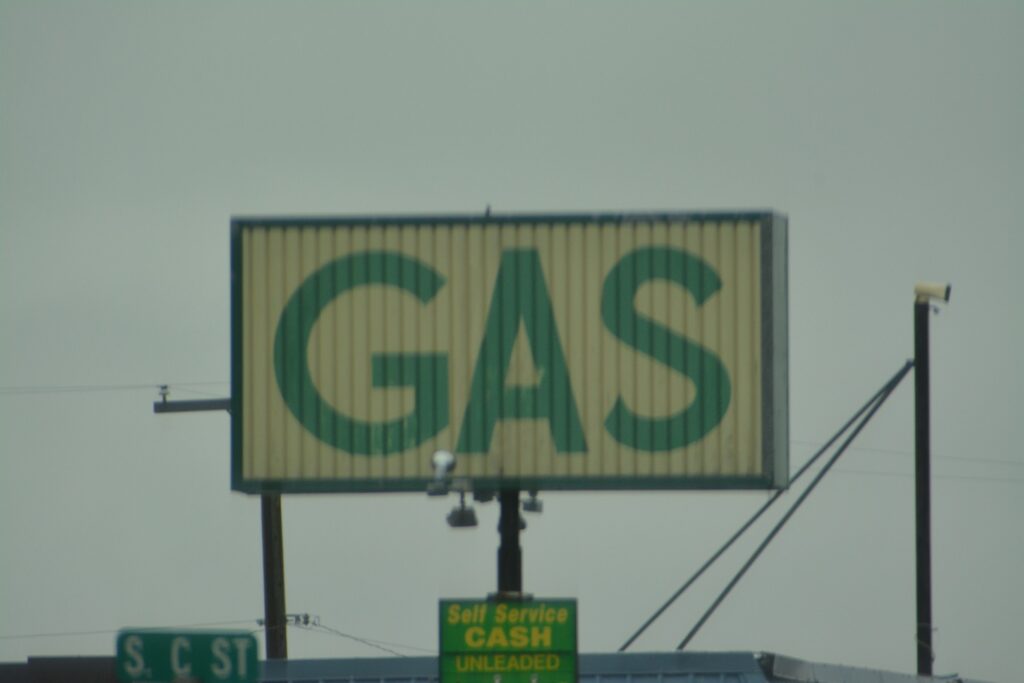 GAS
Self Service
CASH
UNLEADED
S. C ST